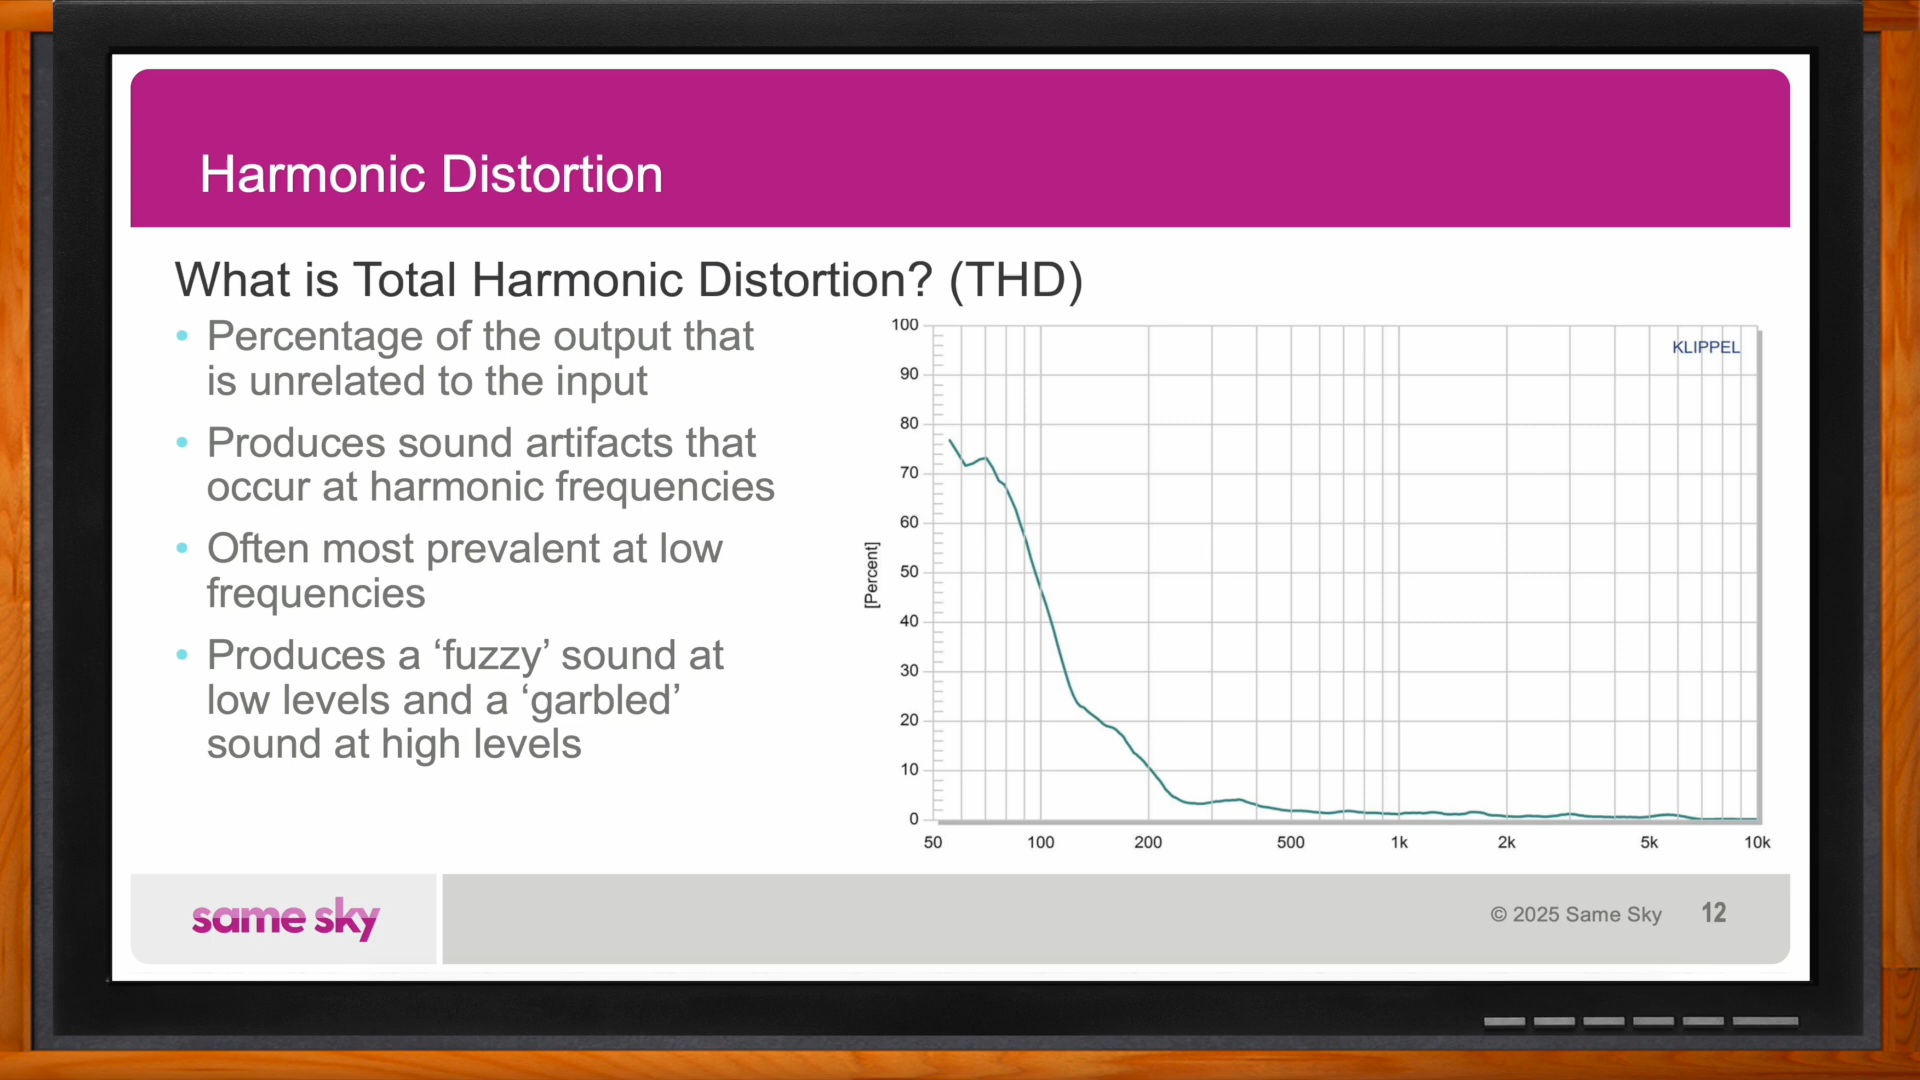 Harmonic Distortion
What is Total Harmonic Distortion? (THD)
• Percentage of the output that
is unrelated to the input
• Produces sound artifacts that
occur at harmonic frequencies
• Often most prevalent at low
frequencies
• Produces a ‘fuzzy’ sound at
low levels and a ‘garbled’
sound at high levels
KLIPPEL
[Percent]
100
90
80
70
60
50
40
30
20
10
0
50 100 200 500 1k 2k 5k 10k
same sky
© 2025 Same Sky 12